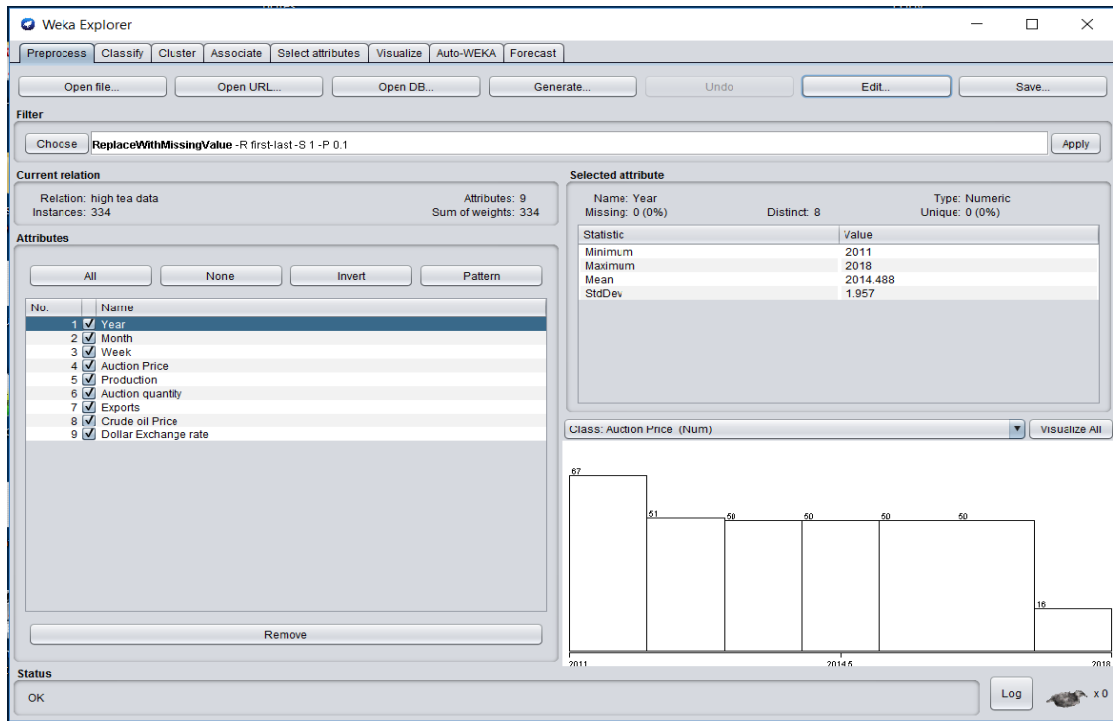 Weka Explorer
Preprocess Classify Cluster Associate Select attributes Visualize Auto-WEKA Forecast
Open file... Open URL... Open DB... Generate... Undo Edit... Save...
Filter
Choose ReplaceWithMissingValue -R first-last -S 1 -P 0.1 Apply
Current relation
Relation: high tea data Attributes: 9
Instances: 334 Sum of weights: 334
Attributes
All None Invert Pattern
No. Name
1 Year
2 Month
3 Week
4 Auction Price
5 Production
6 Auction quantity
7 Exports
8 Crude oil Price
9 Dollar Exchange rate
Remove
Selected attribute
Name: Year Type: Numeric
Missing: 0 (0%) Distinct: 8 Unique: 0 (0%)
Statistic Value
Minimum 2011
Maximum 2018
Mean 2014.488
StdDev 1.957
Class: Auction Price (Num) Visualize All
67
51
50
50
50
50
16
2011 2014.5 2018
Status
OK
Log x 0